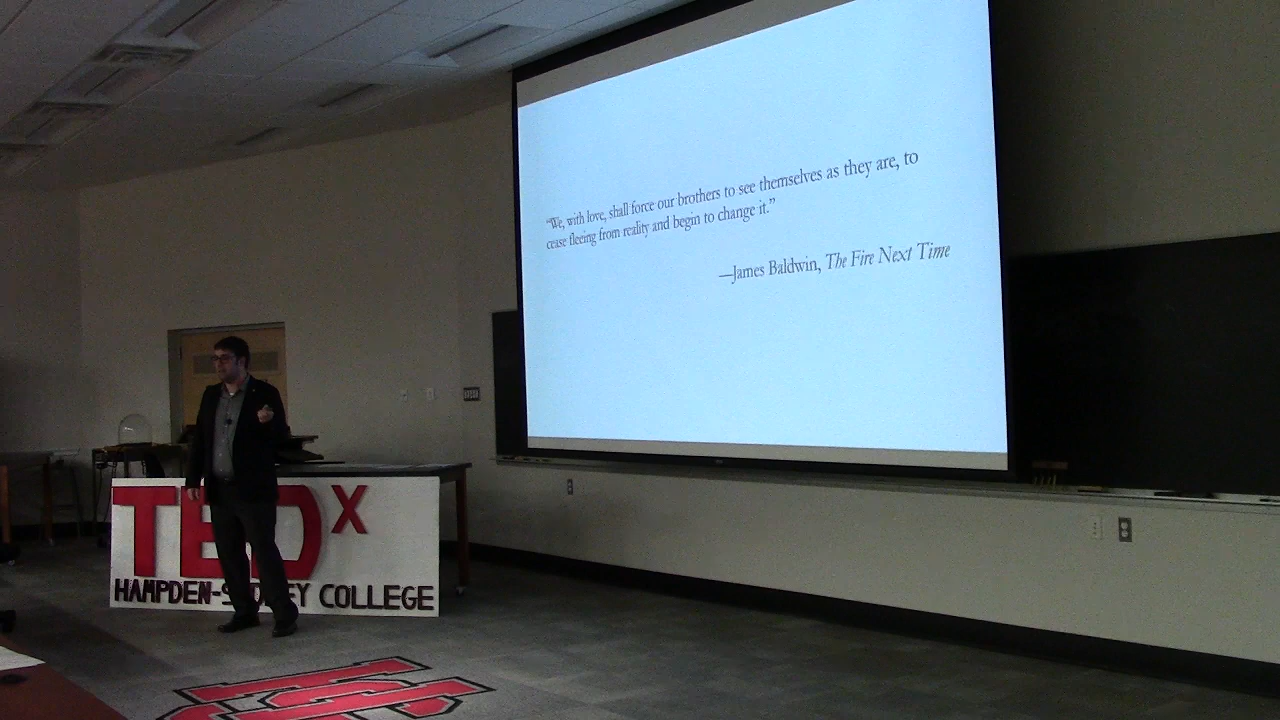 “We, with love, shall force our brothers to see themselves as they are, to
cease fleeing from reality and begin to change it.”
—James Baldwin, The Fire Next Time
TEDX
HAMPDEN-S EY COLLEGE